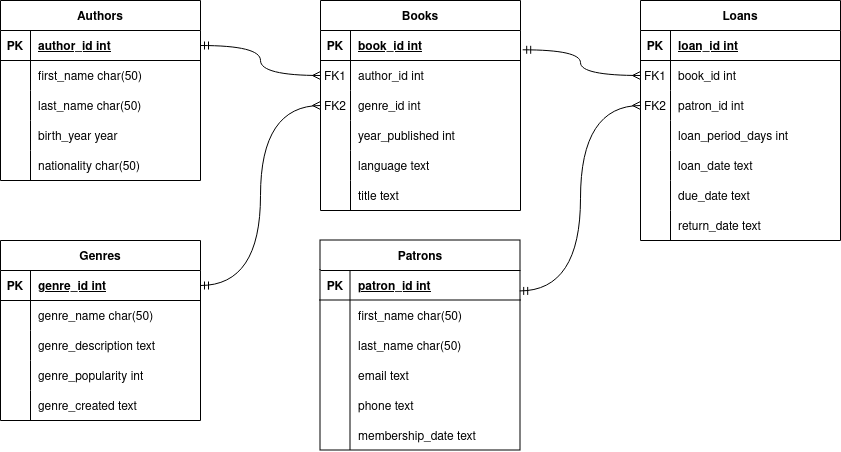 Authors
PK author_id int
first_name char(50)
last_name char(50)
birth_year year
nationality char(50)
Books
PK book_id int
FK1 author_id int
FK2 genre_id int
year_published int
language text
title text
Loans
PK loan_id int
FK1 book_id int
FK2 patron_id int
loan_period_days int
loan_date text
due_date text
return_date text
Genres
PK genre_id int
genre_name char(50)
genre_description text
genre_popularity int
genre_created text
Patrons
PK patron_id int
first_name char(50)
last_name char(50)
email text
phone text
membership_date text